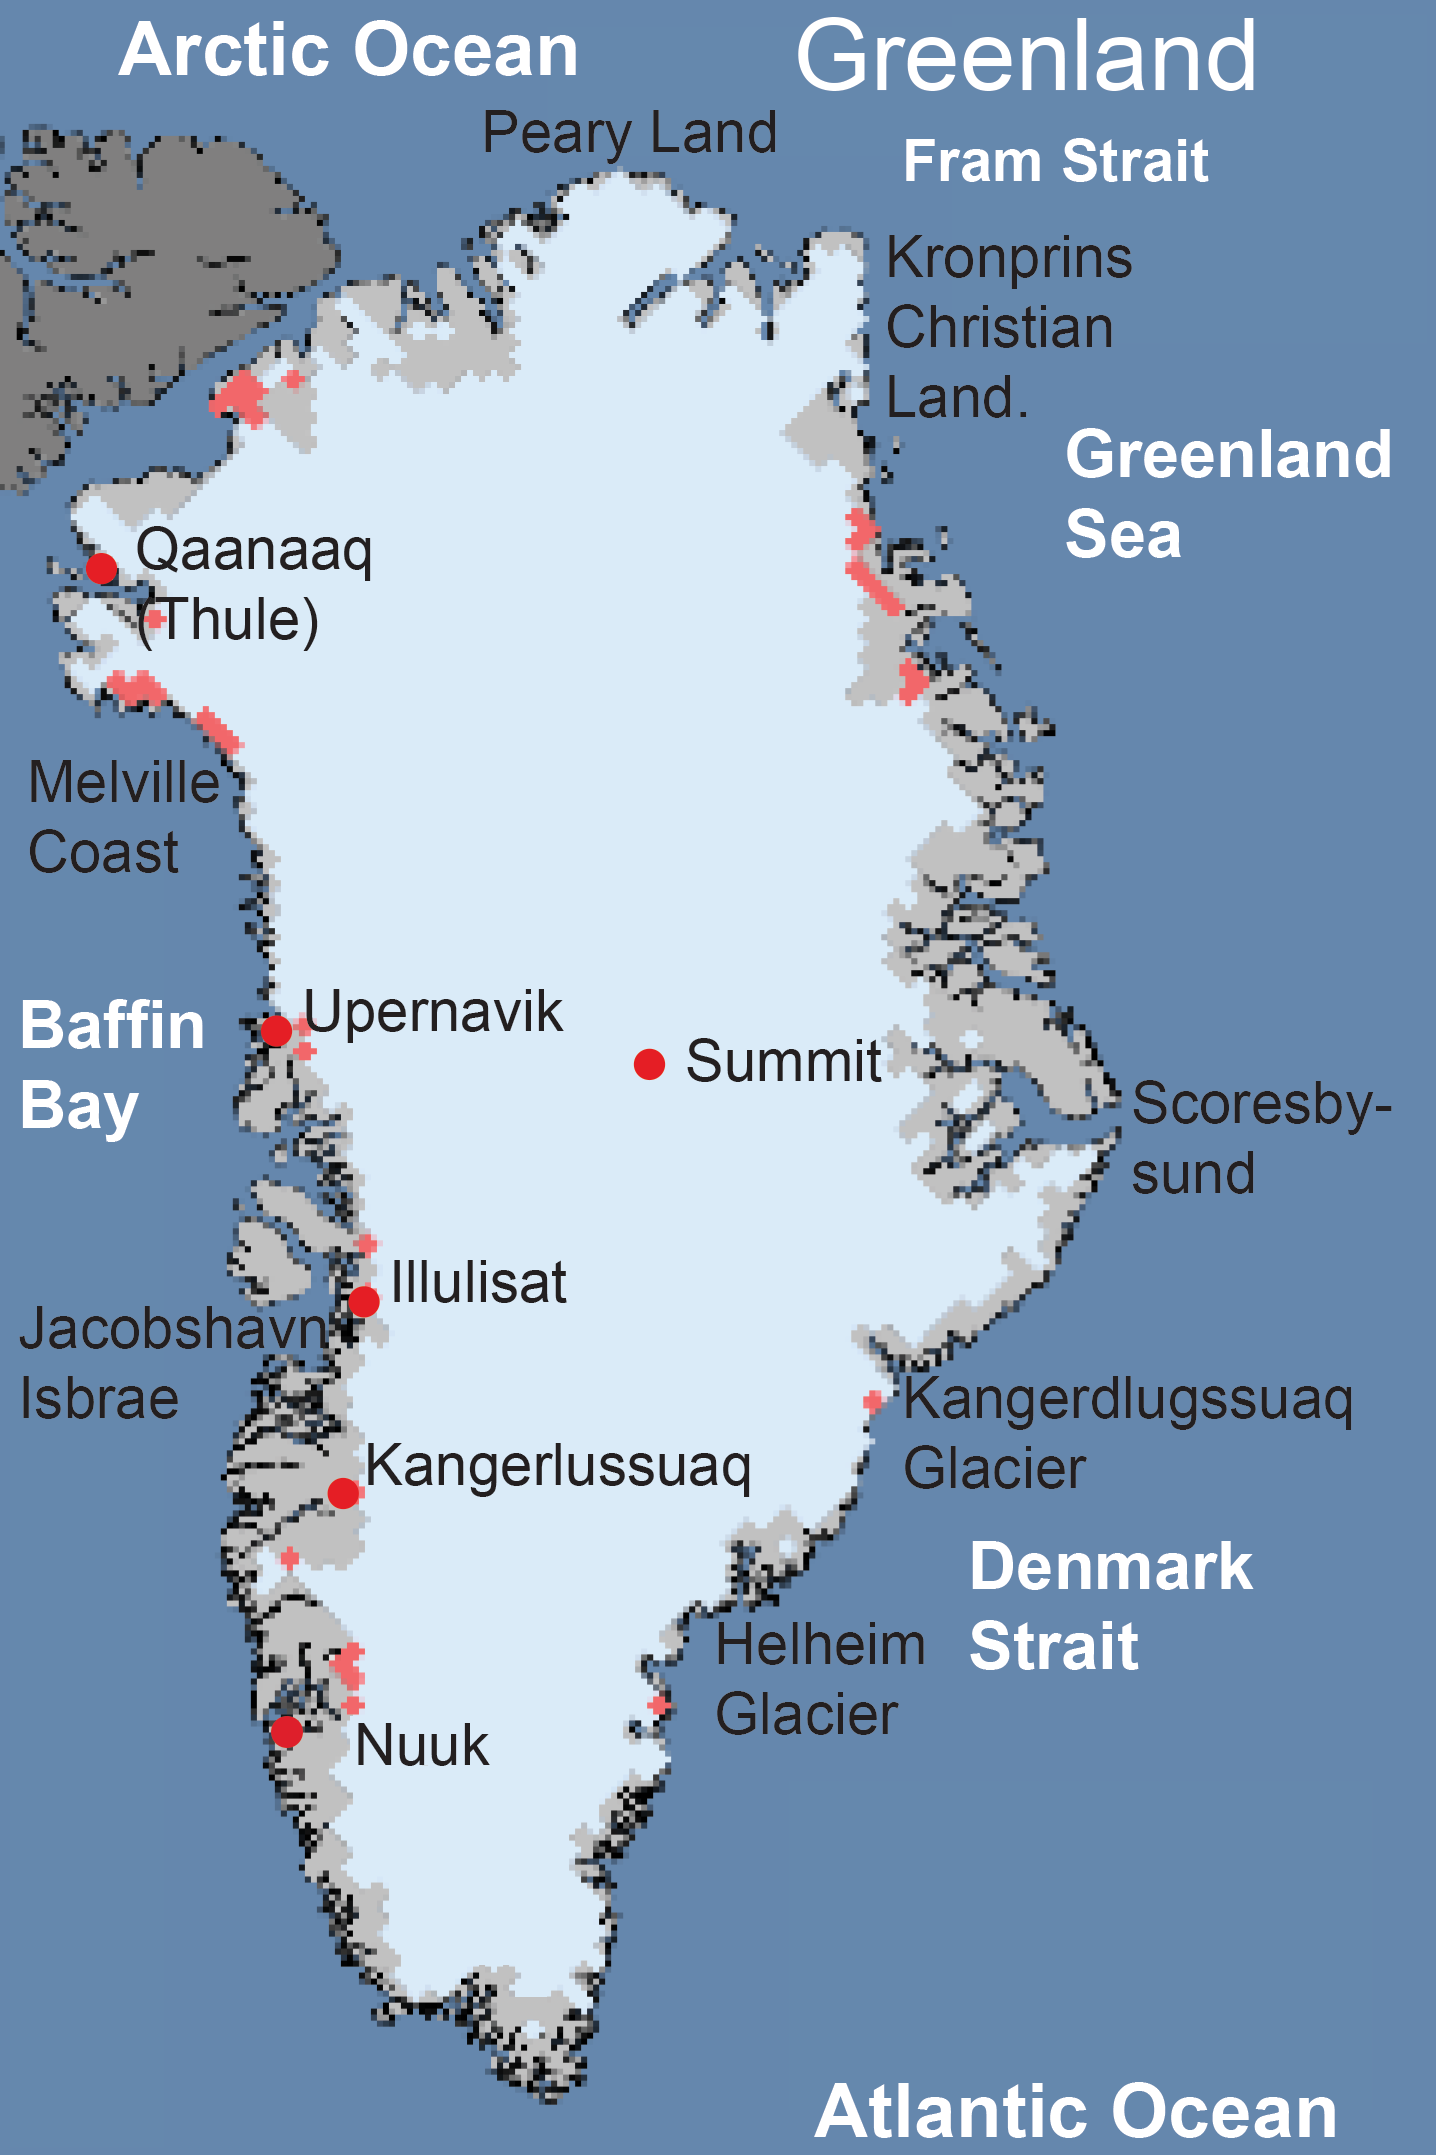 Arctic Ocean
Greenland
Peary Land
Fram Strait
Kronprins
Christian
Land.
Greenland
Sea
Qaanaaq
(Thule)
Melville
Coast
Baffin
Bay
Upernavik
Summit
Scoresby-
sund
Illulisat
Jacobshavn
Isbrae
Kangerdlugssuaq
Glacier
Kangerlussuaq
Denmark
Strait
Helheim
Glacier
Nuuk
Atlantic Ocean